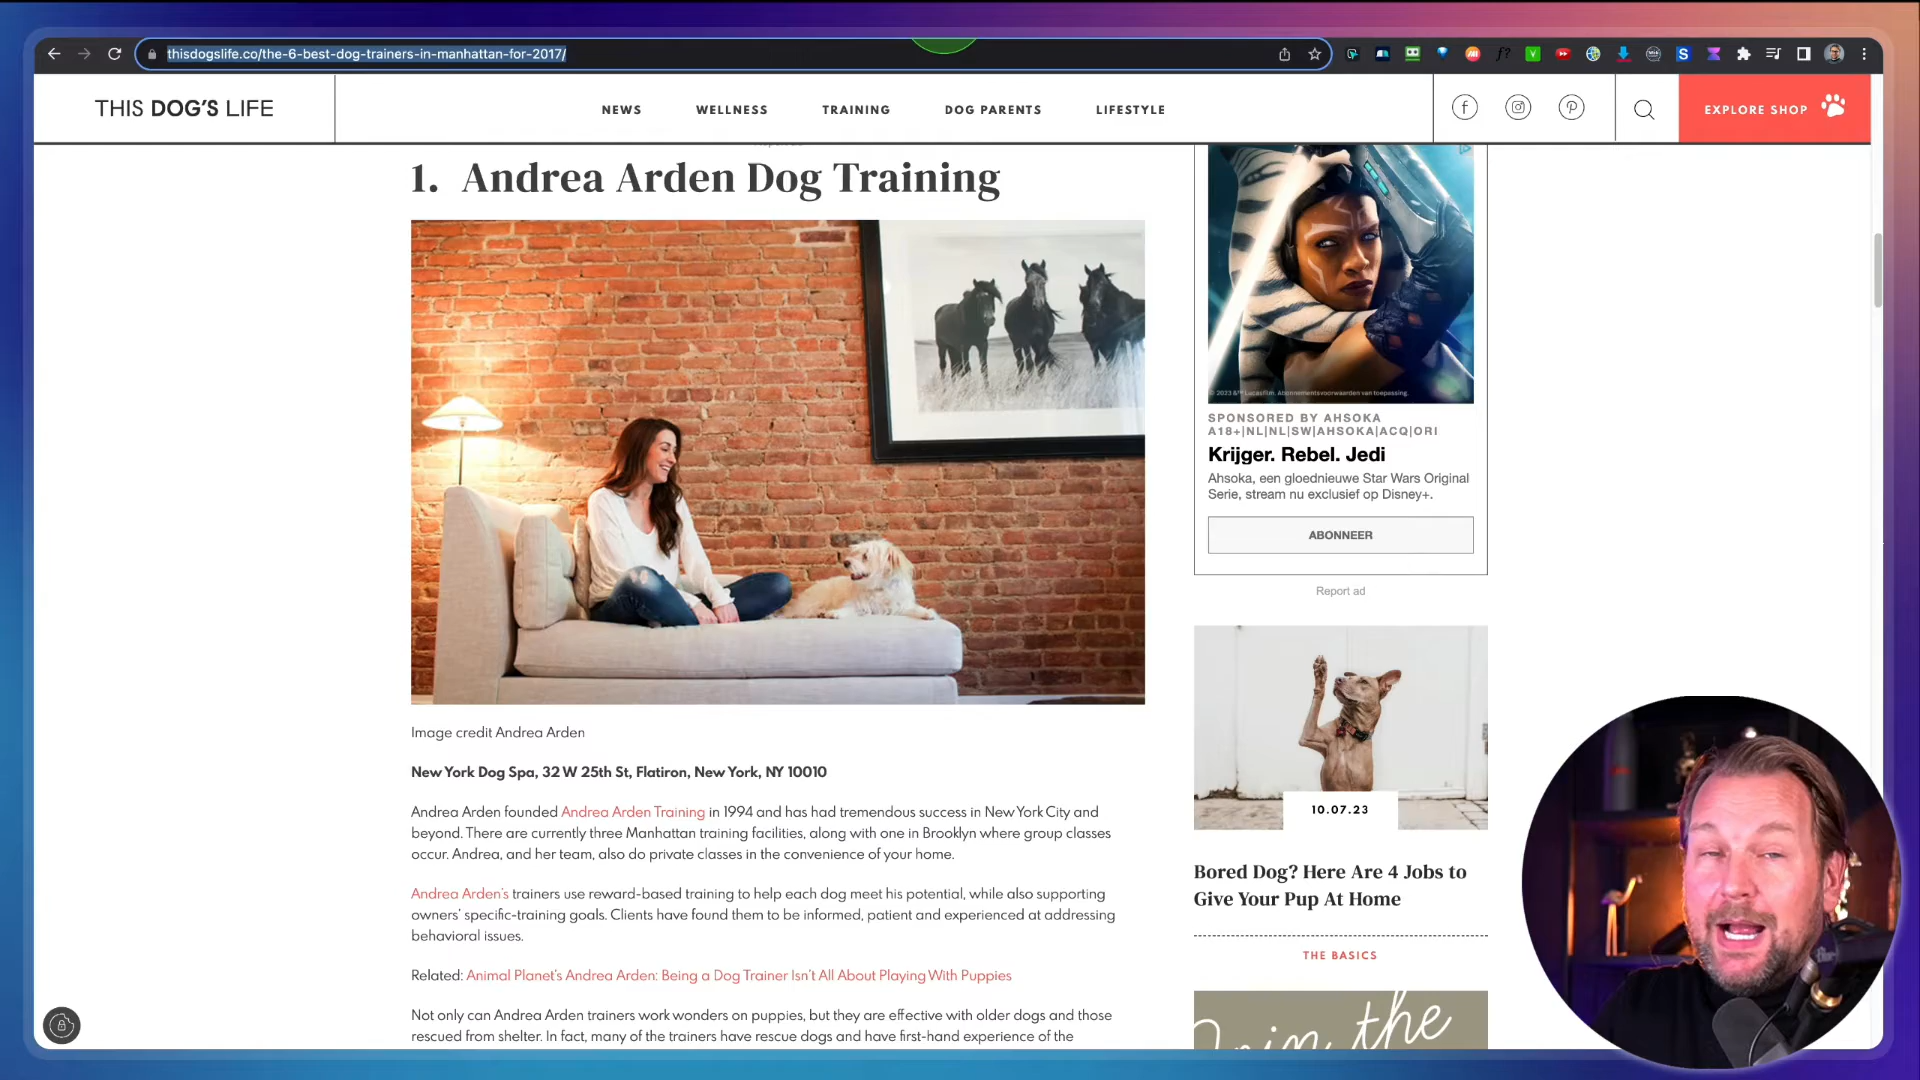 thisdogslife.co/the-6-best-dog-trainers-in-manhattan-for-2017/
THIS DOG'S LIFE
NEWS
WELLNESS
TRAINING
DOG PARENTS
LIFESTYLE
EXPLORE SHOP
1. Andrea Arden Dog Training
Image credit Andrea Arden
New York Dog Spa, 32 W 25th St, Flatiron, New York, NY 10010
Andrea Arden founded Andrea Arden Training in 1994 and has had tremendous success in New York City and
beyond. There are currently three Manhattan training facilities, along with one in Brooklyn where group classes
occur. Andrea, and her team, also do private classes in the convenience of your home.
Andrea Arden's trainers use reward-based training to help each dog meet his potential, while also supporting
owners' specific-training goals. Clients have found them to be informed, patient and experienced at addressing
behavioral issues.
Related: Animal Planet's Andrea Arden: Being a Dog Trainer Isn't All About Playing With Puppies
Not only can Andrea Arden trainers work wonders on puppies, but they are effective with older dogs and those
rescued from shelter. In fact, many of the trainers have rescue dogs and have first-hand experience of the
© 2023 &™ Lucasfilm. Abonnementsvoorwaarden van toepassing.
SPONSORED BY AHSOKA
A18+|NL|NL|SW|AHSOKA|ACQ|ORI
Krijger. Rebel. Jedi
Ahsoka, een gloednieuwe Star Wars Original
Serie, stream nu exclusief op Disney+.
ABONNEER
Report ad
10.07.23
Bored Dog? Here Are 4 Jobs to
Give Your Pup At Home
THE BASICS
Join the